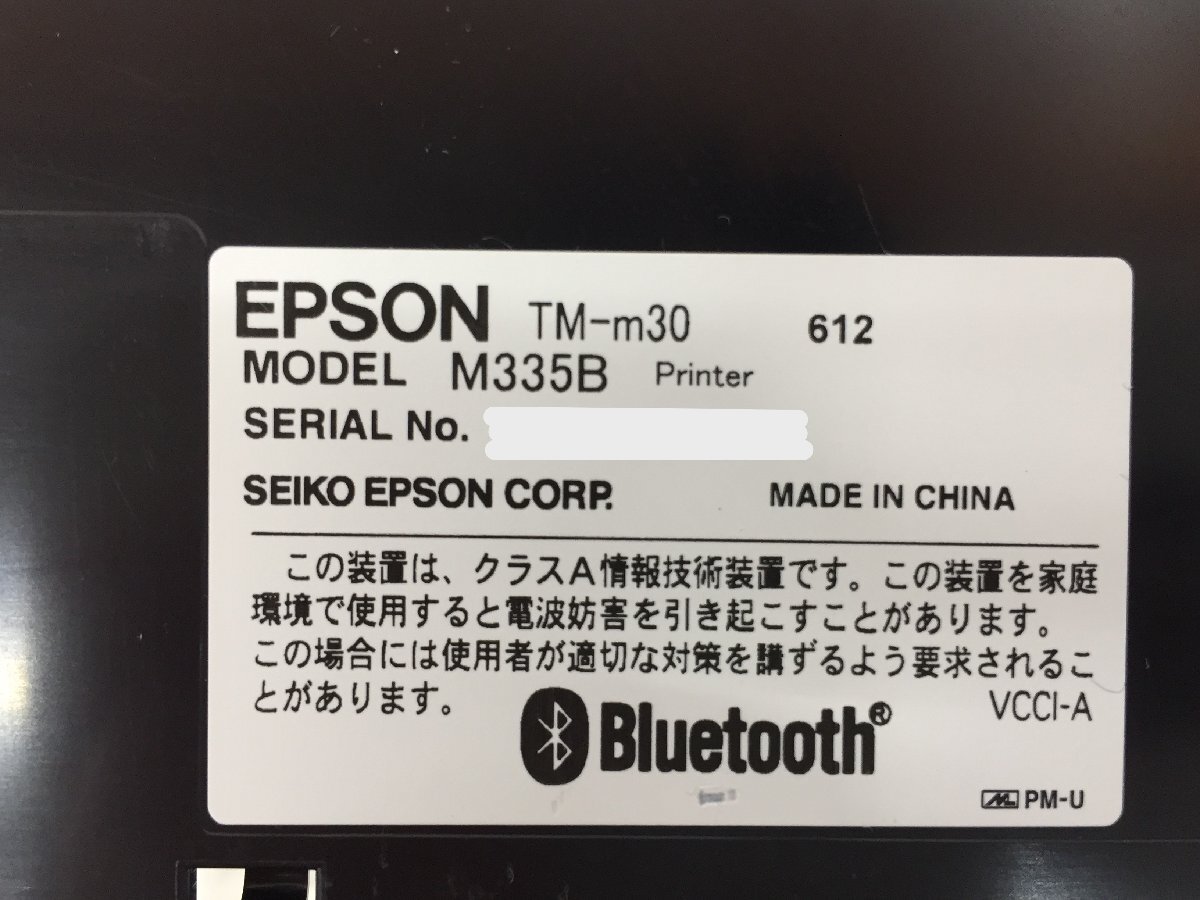 EPSON TM-m30 612
MODEL M335B Printer
SERIAL No.
SEIKO EPSON CORP. MADE IN CHINA
この装置は、クラスA情報技術装置です。この装置を家庭
環境で使用すると電波妨害を引き起こすことがあります。
この場合には使用者が適切な対策を講ずるよう要求されるこ
とがあります。 VCCI-A
Bluetooth®
PM-U